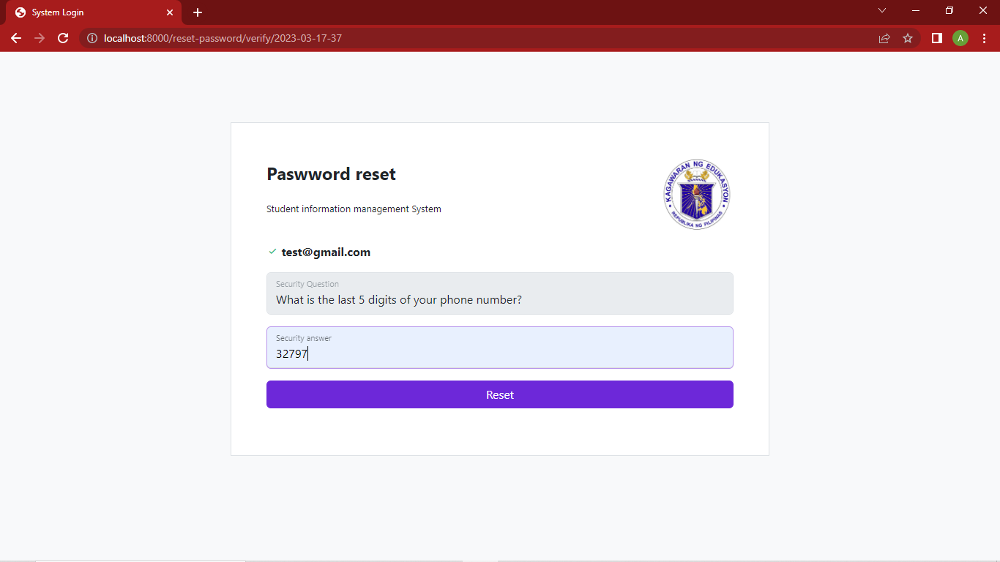 System Login
localhost:8000/reset-password/verify/2023-03-17-37
A
Paswword reset
KAGAWARAN NG EDUKASYON
REPUBLIKA NG PILIPINAS
Student information management System
test@gmail.com
Security Question
What is the last 5 digits of your phone number?
Security answer
32797
Reset